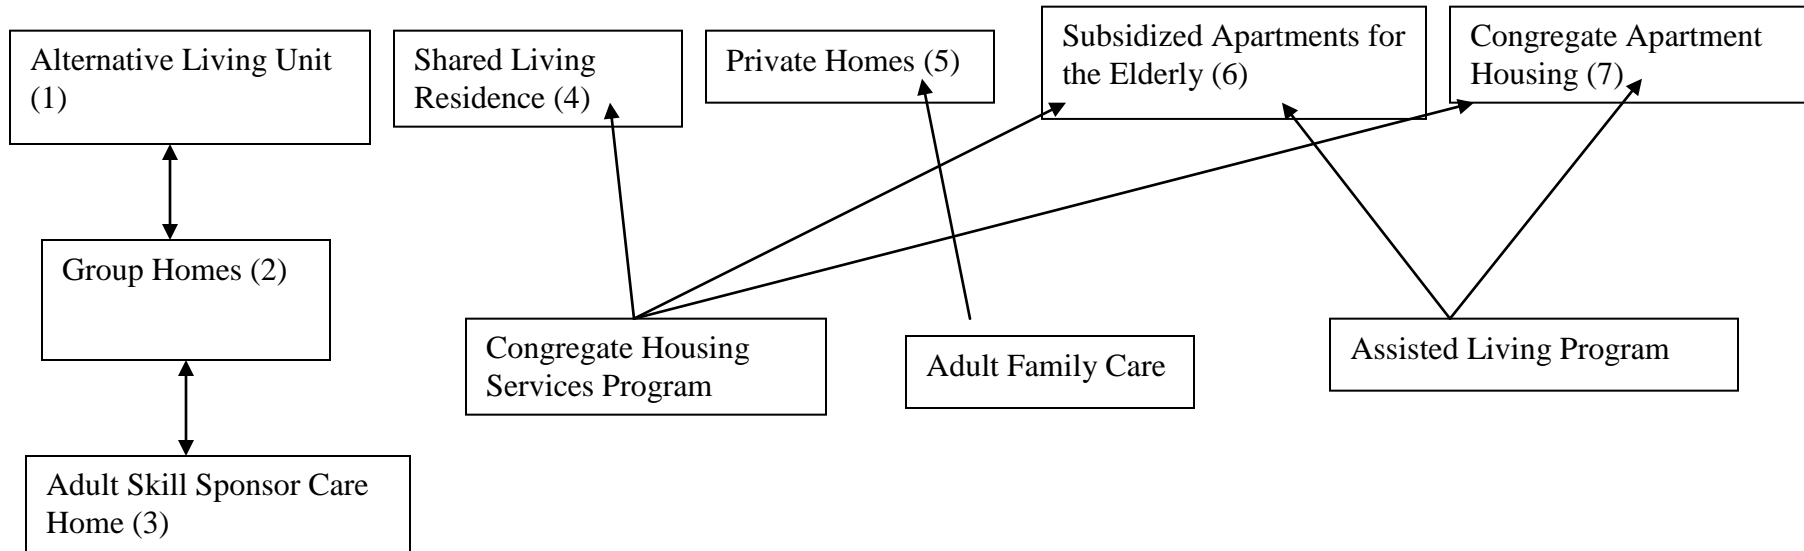 Alternative Living Unit
(1)
Shared Living
Residence (4)
Private Homes (5)
Subsidized Apartments for
the Elderly (6)
Congregate Apartment
Housing (7)
Group Homes (2)
Congregate Housing
Services Program
Adult Family Care
Assisted Living Program
Adult Skill Sponsor Care
Home (3)